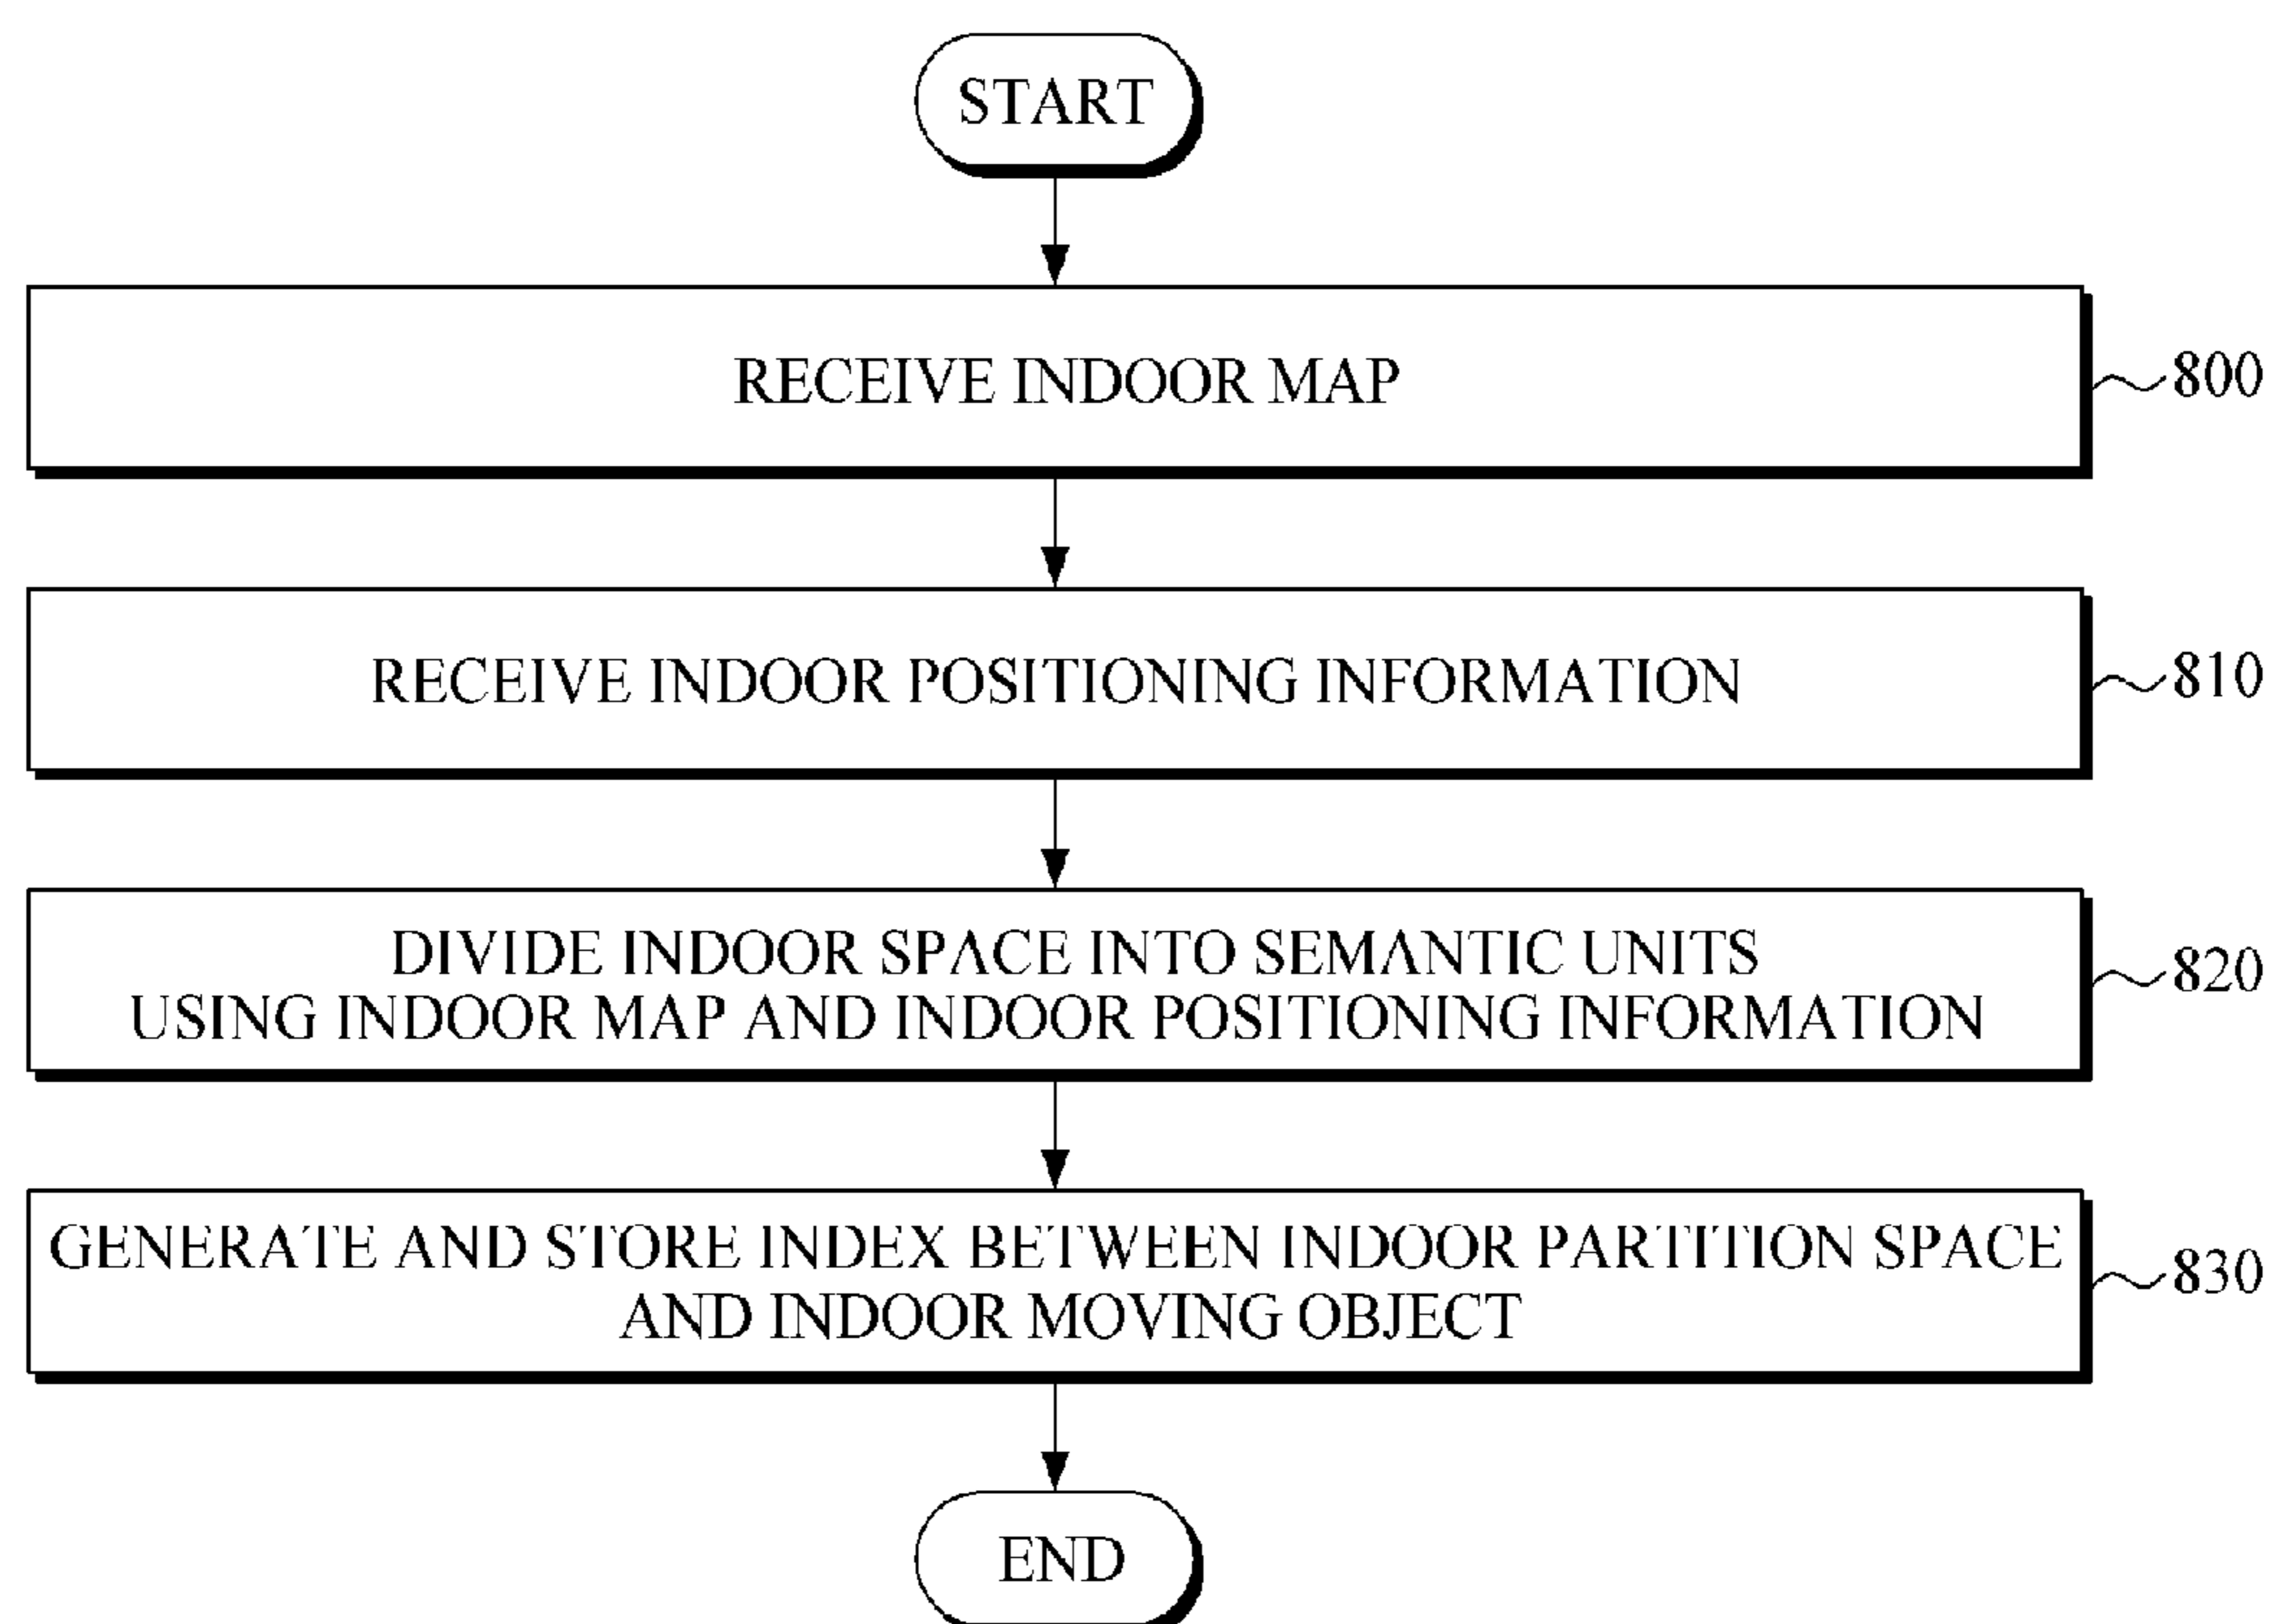 START
RECEIVE INDOOR MAP
800
RECEIVE INDOOR POSITIONING INFORMATION
810
DIVIDE INDOOR SPACE INTO SEMANTIC UNITS
USING INDOOR MAP AND INDOOR POSITIONING INFORMATION
820
GENERATE AND STORE INDEX BETWEEN INDOOR PARTITION SPACE
AND INDOOR MOVING OBJECT
830
END